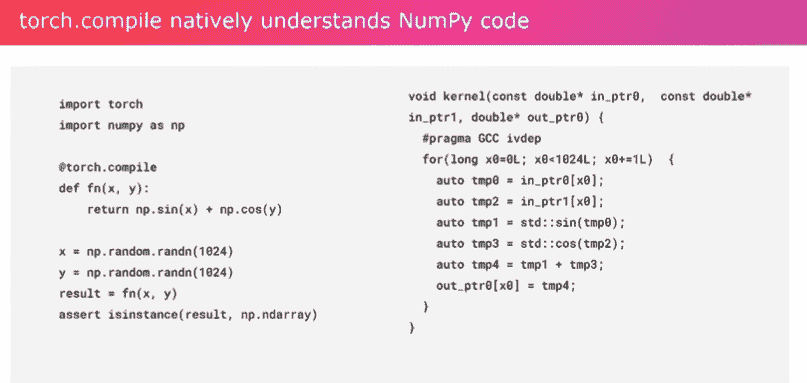 torch.compile natively understands NumPy code
import torch
import numpy as np
@torch.compile
def fn(x, y):
    return np.sin(x) + np.cos(y)
x = np.random.randn(1024)
y = np.random.randn(1024)
result = fn(x, y)
assert isinstance(result, np.ndarray)
void kernel(const double* in_ptr0,  const double*
in_ptr1, double* out_ptr0) {
  #pragma GCC ivdep
  for(long x0=0L; x0<1024L; x0+=1L)  {
    auto tmp0 = in_ptr0[x0];
    auto tmp2 = in_ptr1[x0];
    auto tmp1 = std::sin(tmp0);
    auto tmp3 = std::cos(tmp2);
    auto tmp4 = tmp1 + tmp3;
    out_ptr0[x0] = tmp4;
  }
}